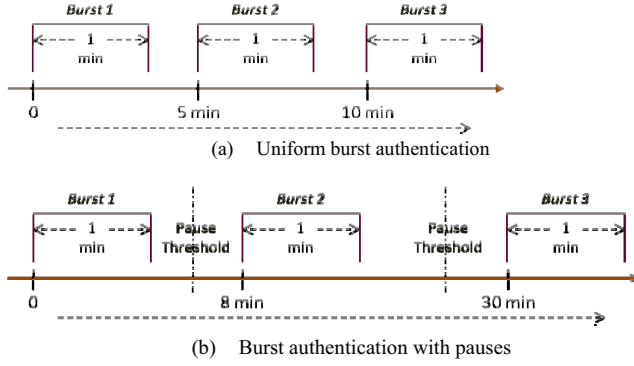 Burst 1 Burst 2 Burst 3
1 1 1
min min min
0 5 min 10 min
(a) Uniform burst authentication
Burst 1 Burst 2 Burst 3
1 Pause 1 Pause 1
min Threshold min Threshold min
0 8 min 30 min
(b) Burst authentication with pauses